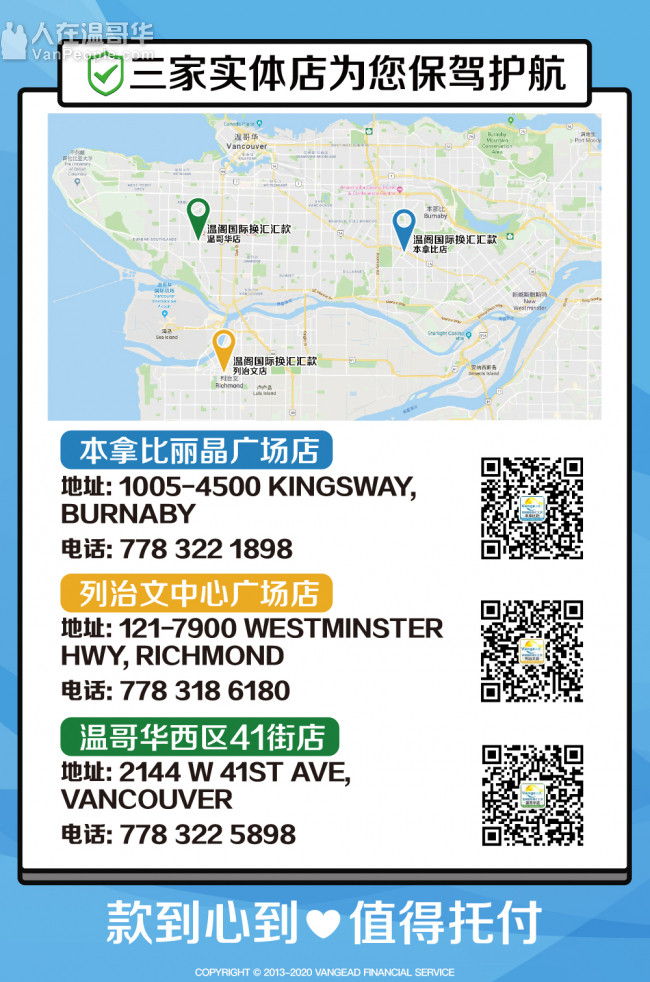 人在温哥华
VanPeople.com
三家实体店为您保驾护航
温哥华
Vancouver
温阁国际换汇汇款
温哥华店
本拿比
Burnaby
温阁国际换汇汇款
本拿比店
New
Westminster
Sea Island
温阁国际换汇汇款
列治文店
列治文
Richmond
Lulu Island
Annacis Island
本拿比丽晶广场店
地址: 1005-4500 KINGSWAY,
BURNABY
电话: 778 322 1898
列治文中心广场店
地址: 121-7900 WESTMINSTER
HWY, RICHMOND
电话: 778 318 6180
温哥华西区41街店
地址: 2144 W 41ST AVE,
VANCOUVER
电话: 778 322 5898
款到心到 值得托付
COPYRIGHT © 2013-2020 VANGEAD FINANCIAL SERVICE